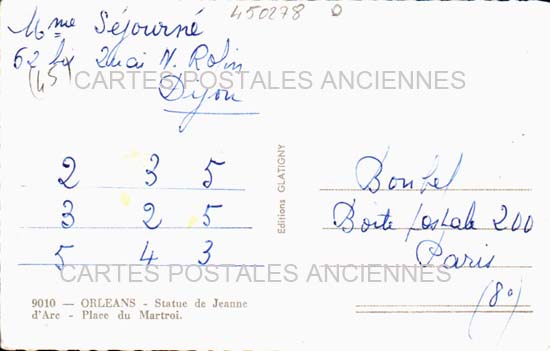 450278
Mme Séjourné
62 bis Quai N. Rolin
(45)
Dijon
CARTES POSTALES ANCIENNES
2 3 5
3 2 5
5 4 3
Editions GLATIGNY
Bonbel
Boite postale 200
Paris
(8e)
CARTES POSTALES ANCIENNES
9010 — ORLEANS - Statue de Jeanne
d'Arc - Place du Martroi.